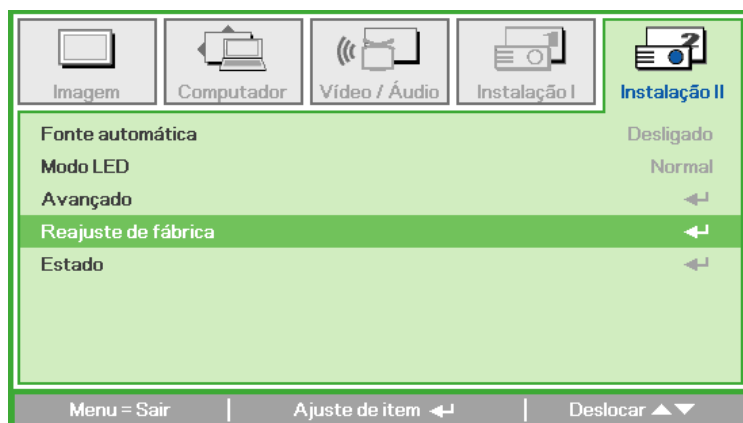 Imagem
Computador
Vídeo / Áudio
Instalação I
Instalação II
Fonte automática Desligado
Modo LED Normal
Avançado
Reajuste de fábrica
Estado
Menu = Sair Ajuste de item Deslocar